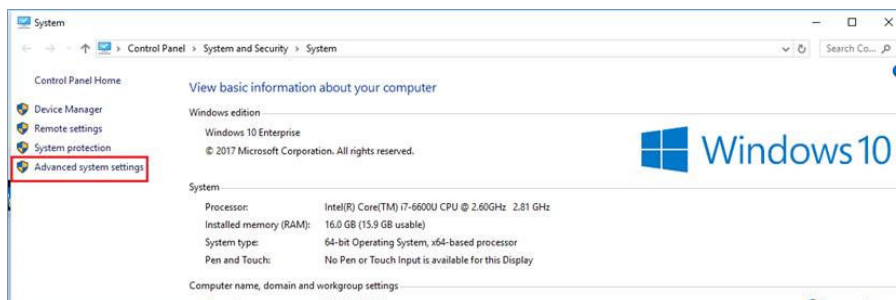 System
Control Panel > System and Security > System
Search Co...
Control Panel Home
Device Manager
Remote settings
System protection
Advanced system settings
View basic information about your computer
Windows edition
Windows 10 Enterprise
© 2017 Microsoft Corporation. All rights reserved.
Windows 10
System
Processor: Intel(R) Core(TM) i7-6600U CPU @ 2.60GHz 2.81 GHz
Installed memory (RAM): 16.0 GB (15.9 GB usable)
System type: 64-bit Operating System, x64-based processor
Pen and Touch: No Pen or Touch Input is available for this Display
Computer name, domain and workgroup settings